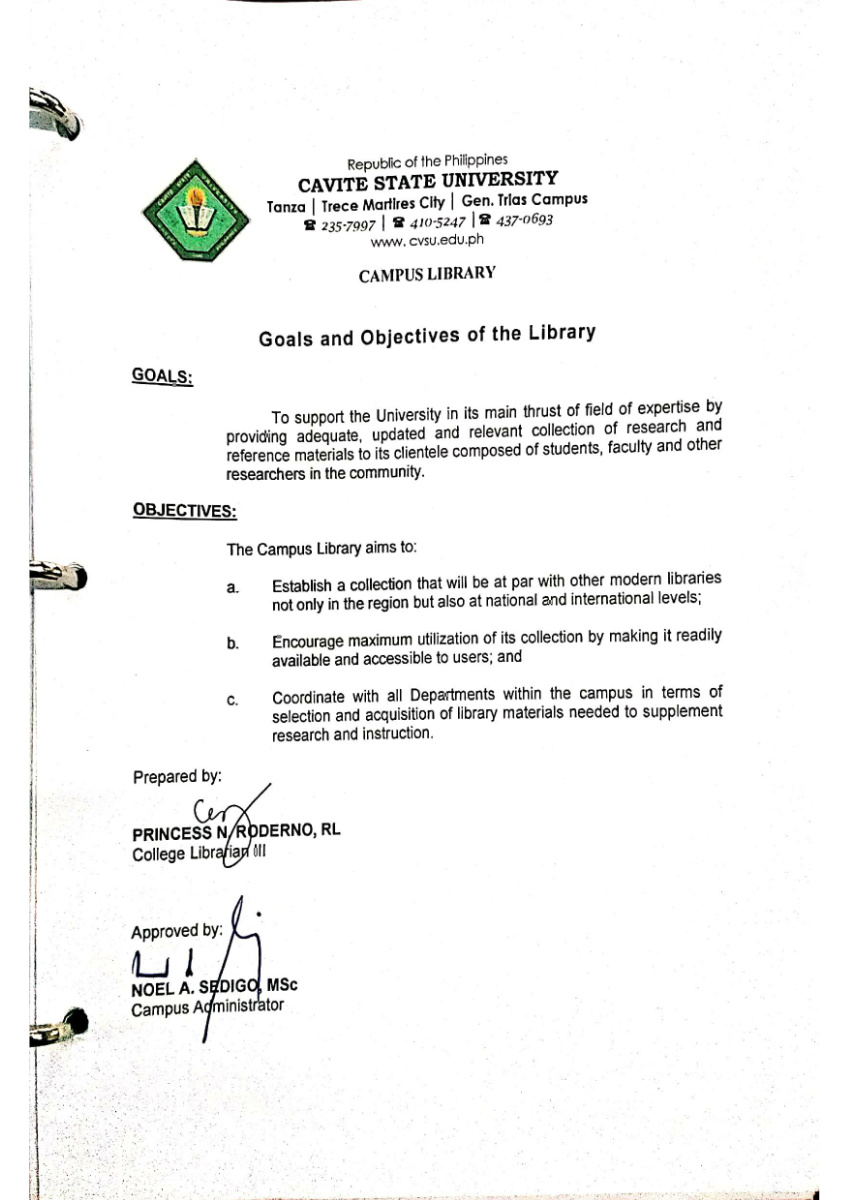 Republic of the Philippines
CAVITE STATE UNIVERSITY
Tanza | Trece Martires City | Gen. Trias Campus
☎ 235-7997 | ☎ 410-5247 | ☎ 437-0693
www. cvsu.edu.ph
CAMPUS LIBRARY
Goals and Objectives of the Library
GOALS:
To support the University in its main thrust of field of expertise by
providing adequate, updated and relevant collection of research and
reference materials to its clientele composed of students, faculty and other
researchers in the community.
OBJECTIVES:
The Campus Library aims to:
a. Establish a collection that will be at par with other modern libraries
not only in the region but also at national and international levels;
b. Encourage maximum utilization of its collection by making it readily
available and accessible to users; and
c. Coordinate with all Departments within the campus in terms of
selection and acquisition of library materials needed to supplement
research and instruction.
Prepared by:
PRINCESS N. RODERNO, RL
College Librarian III
Approved by:
NOEL A. SEDIGO, MSc
Campus Administrator